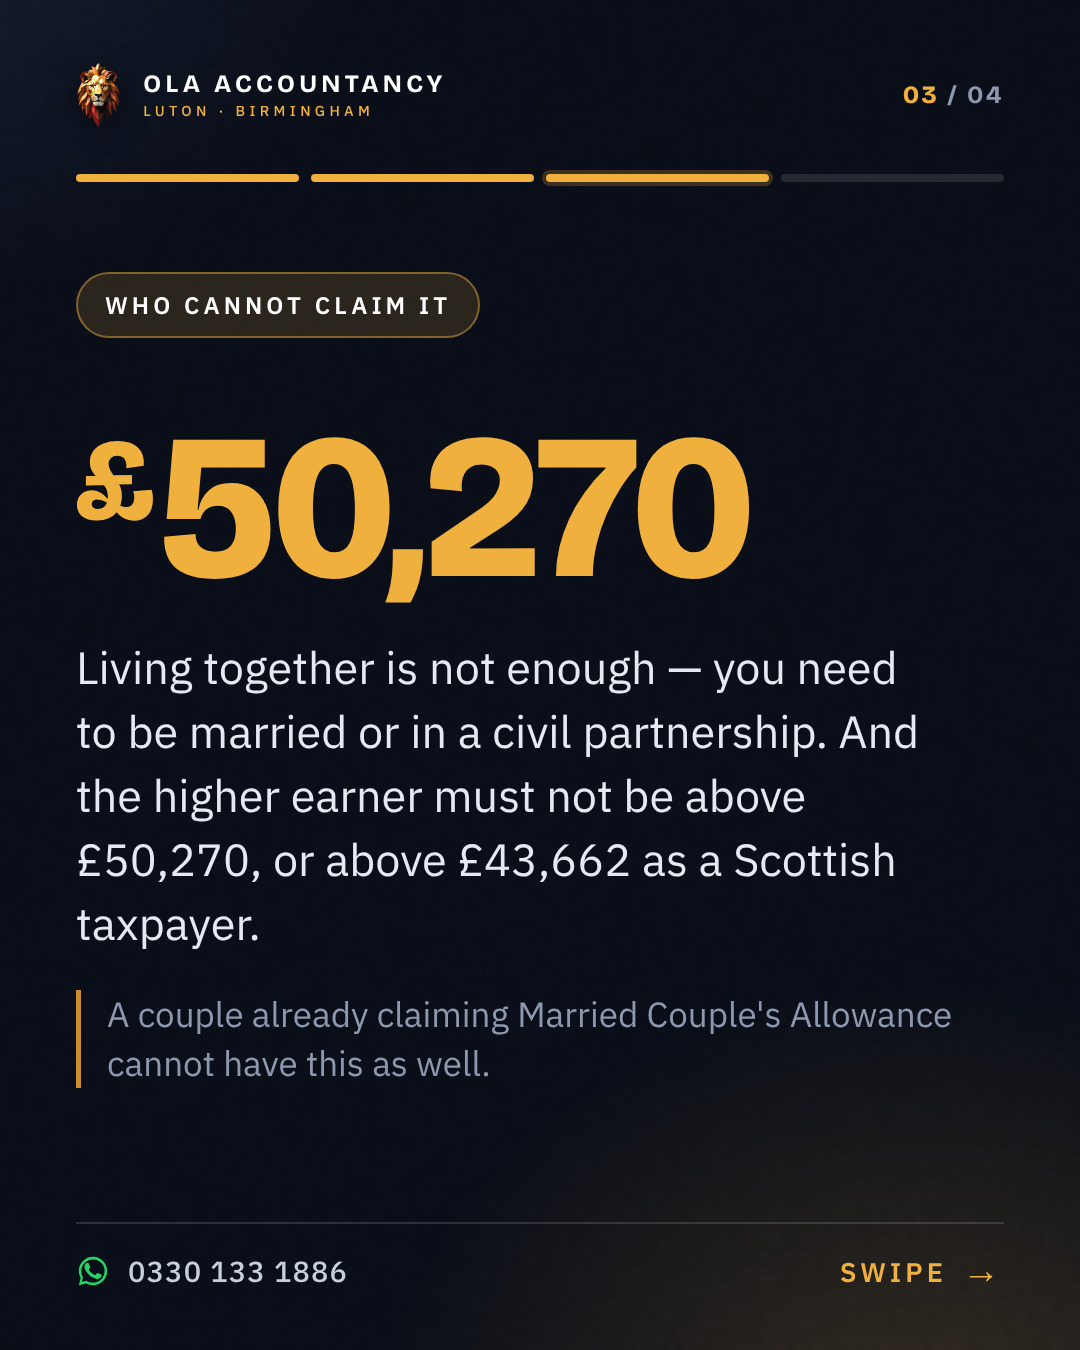 OLA ACCOUNTANCY
LUTON · BIRMINGHAM
03 / 04
WHO CANNOT CLAIM IT
£50,270
Living together is not enough — you need
to be married or in a civil partnership. And
the higher earner must not be above
£50,270, or above £43,662 as a Scottish
taxpayer.
A couple already claiming Married Couple's Allowance
cannot have this as well.
0330 133 1886
SWIPE →